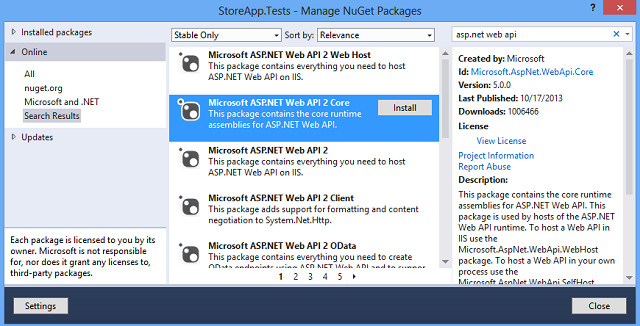 StoreApp.Tests - Manage NuGet Packages
Installed packages
Online
All
nuget.org
Microsoft and .NET
Search Results
Updates
Each package is licensed to you by its
owner. Microsoft is not responsible
for, nor does it grant any licenses to,
third-party packages.
Stable Only
Sort by: Relevance
Microsoft ASP.NET Web API 2 Web Host
This package contains everything you need to host
ASP.NET Web API on IIS.
Microsoft ASP.NET Web API 2 Core
This package contains the core runtime
assemblies for ASP.NET Web API.
Install
Microsoft ASP.NET Web API 2
This package contains everything you need to host
ASP.NET Web API on IIS.
Microsoft ASP.NET Web API 2 Client
This package adds support for formatting and content
negotiation to System.Net.Http.
Microsoft ASP.NET Web API 2 OData
This package contains everything you need to create
OData endpoints using ASP.NET Web API and to support
1 2 3 4 5
asp.net web api
Created by: Microsoft
Id: Microsoft.AspNet.WebApi.Core
Version: 5.0.0
Last Published: 10/17/2013
Downloads: 1006466
License
View License
Project Information
Report Abuse
Description:
This package contains the core runtime
assemblies for ASP.NET Web API. This
package is used by hosts of the ASP.NET
Web API runtime. To host a Web API in
IIS use the
Microsoft.AspNet.WebApi.WebHost
package. To host a Web API in your own
process use the
Microsoft.AspNet.WebApi.SelfHost
Settings
Close